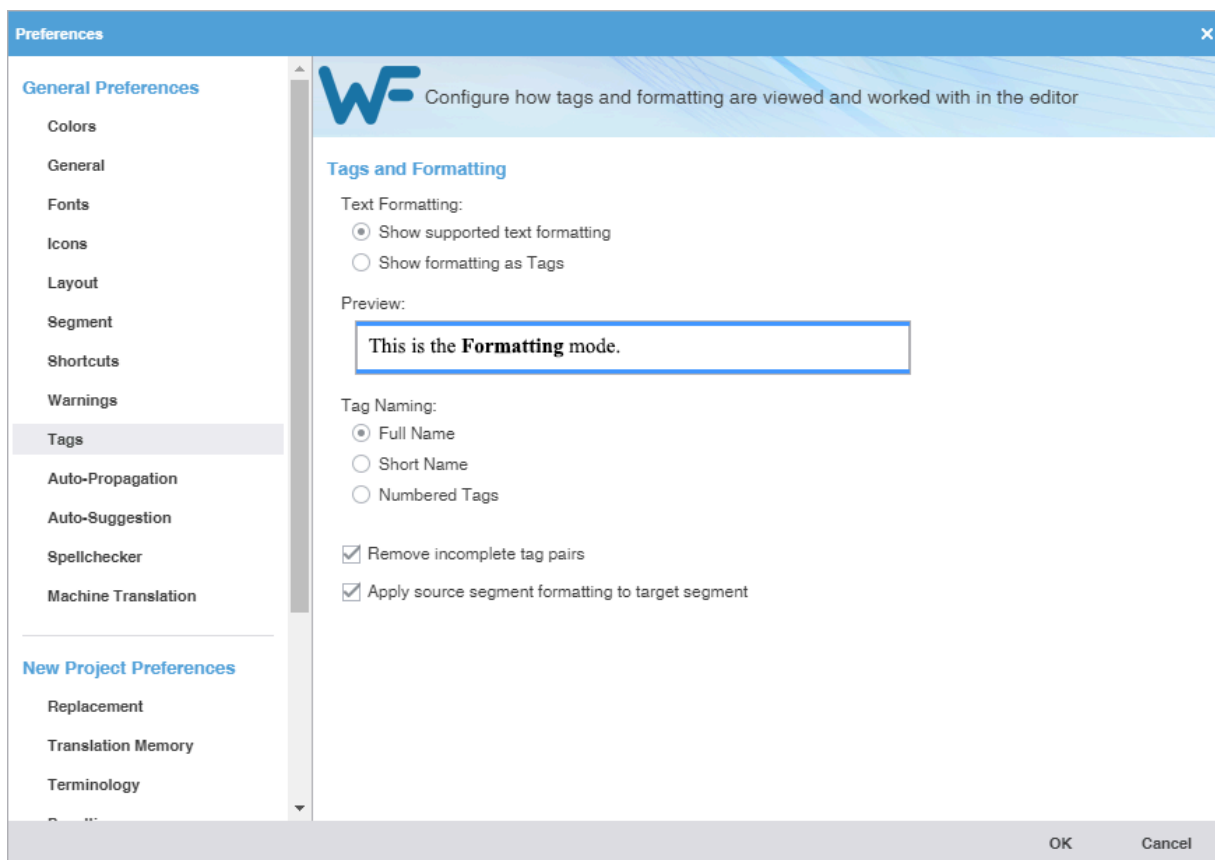 Preferences
General Preferences
Colors
General
Fonts
Icons
Layout
Segment
Shortcuts
Warnings
Tags
Auto-Propagation
Auto-Suggestion
Spellchecker
Machine Translation
New Project Preferences
Replacement
Translation Memory
Terminology
WF
Configure how tags and formatting are viewed and worked with in the editor
Tags and Formatting
Text Formatting:
Show supported text formatting
Show formatting as Tags
Preview:
This is the Formatting mode.
Tag Naming:
Full Name
Short Name
Numbered Tags
Remove incomplete tag pairs
Apply source segment formatting to target segment
OK Cancel